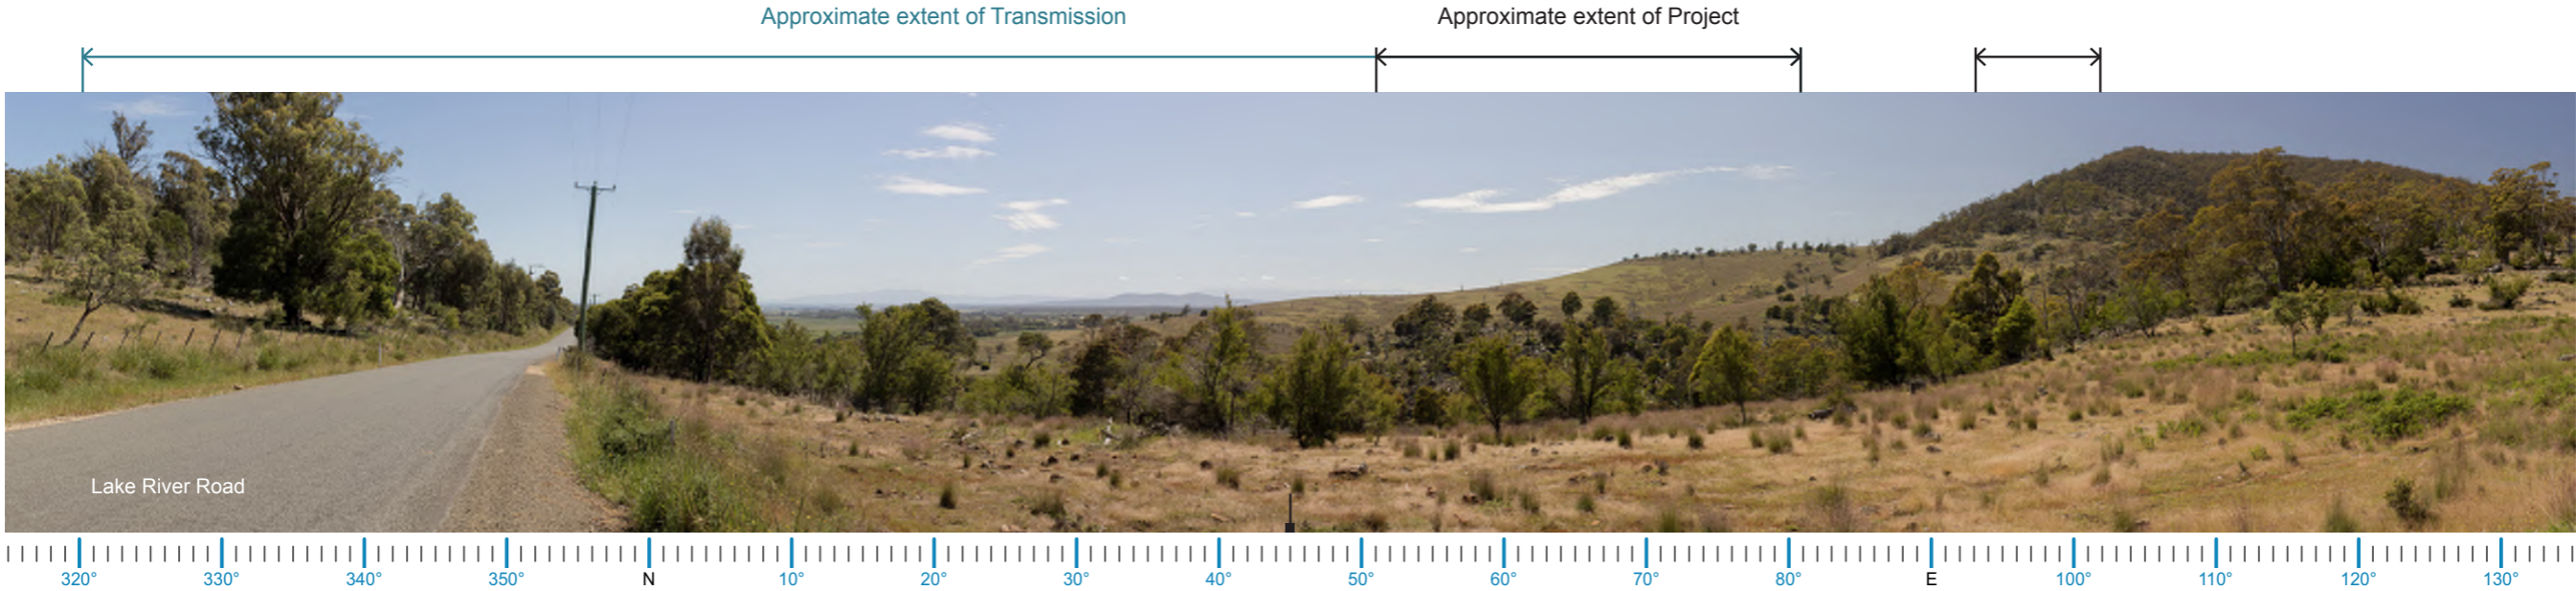 Approximate extent of Transmission
Approximate extent of Project
Lake River Road
320° 330° 340° 350° N 10° 20° 30° 40° 50° 60° 70° 80° E 100° 110° 120° 130°